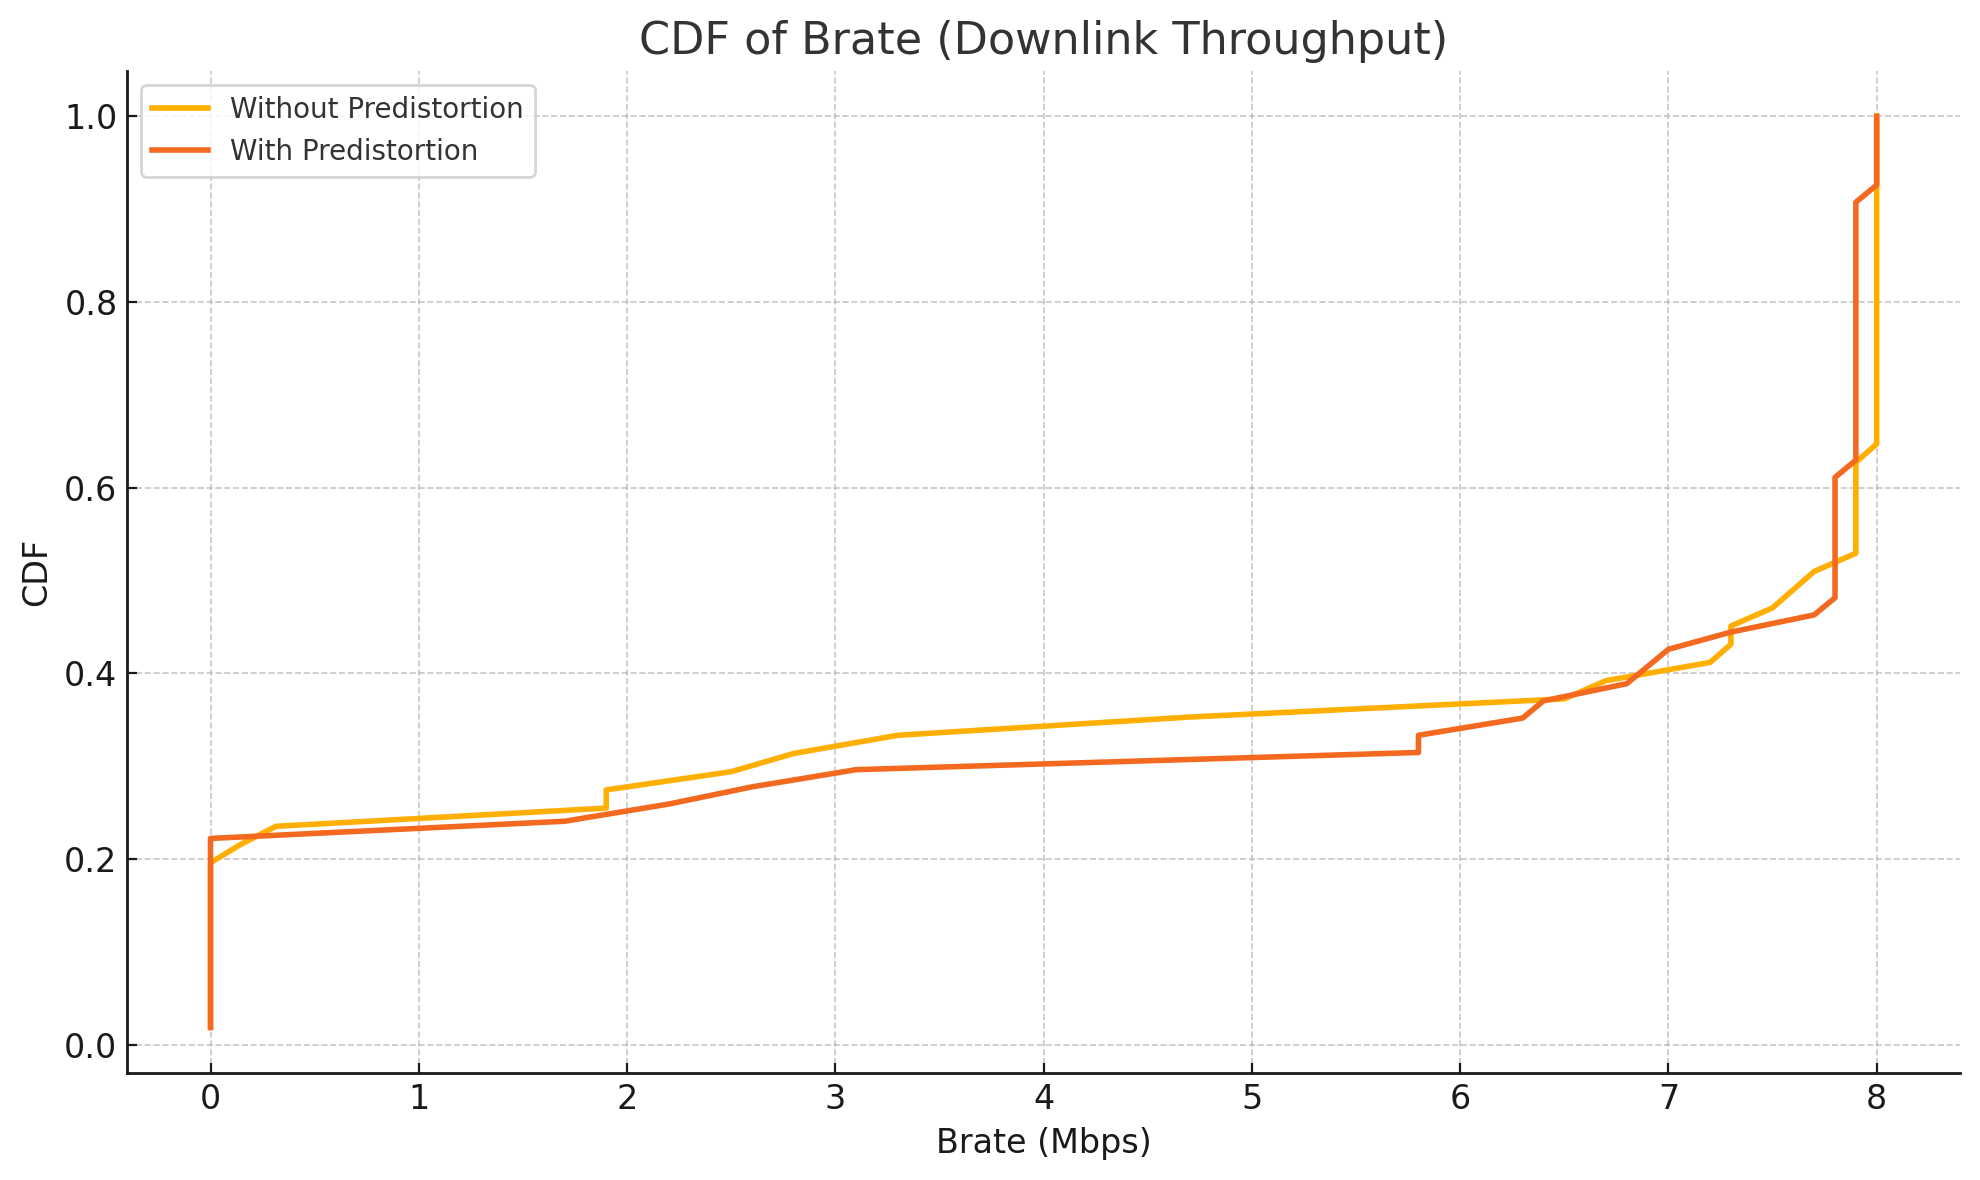 CDF of Brate (Downlink Throughput)
Without Predistortion
With Predistortion
1.0
0.8
0.6
0.4
0.2
0.0
CDF
0 1 2 3 4 5 6 7 8
Brate (Mbps)